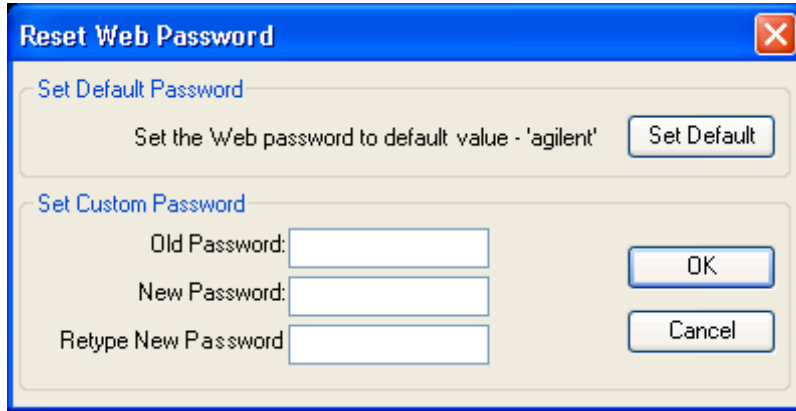 Reset Web Password
Set Default Password
Set the Web password to default value - 'agilent'
Set Default
Set Custom Password
Old Password:
New Password:
Retype New Password
OK
Cancel